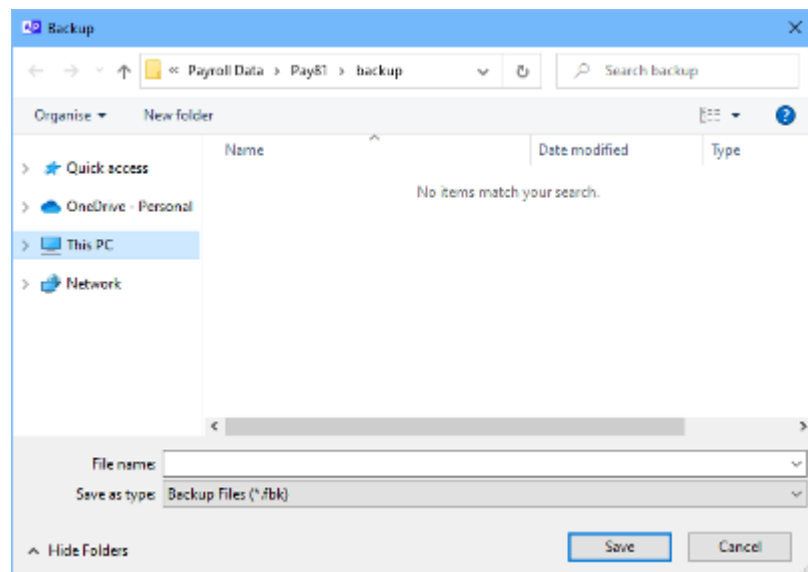 Backup
« Payroll Data > Pay81 > backup
Search backup
Organise
New folder
Name
Date modified
Type
Quick access
No items match your search.
OneDrive - Personal
This PC
Network
File name:
Save as type: Backup Files (*.fbk)
Hide Folders
Save
Cancel